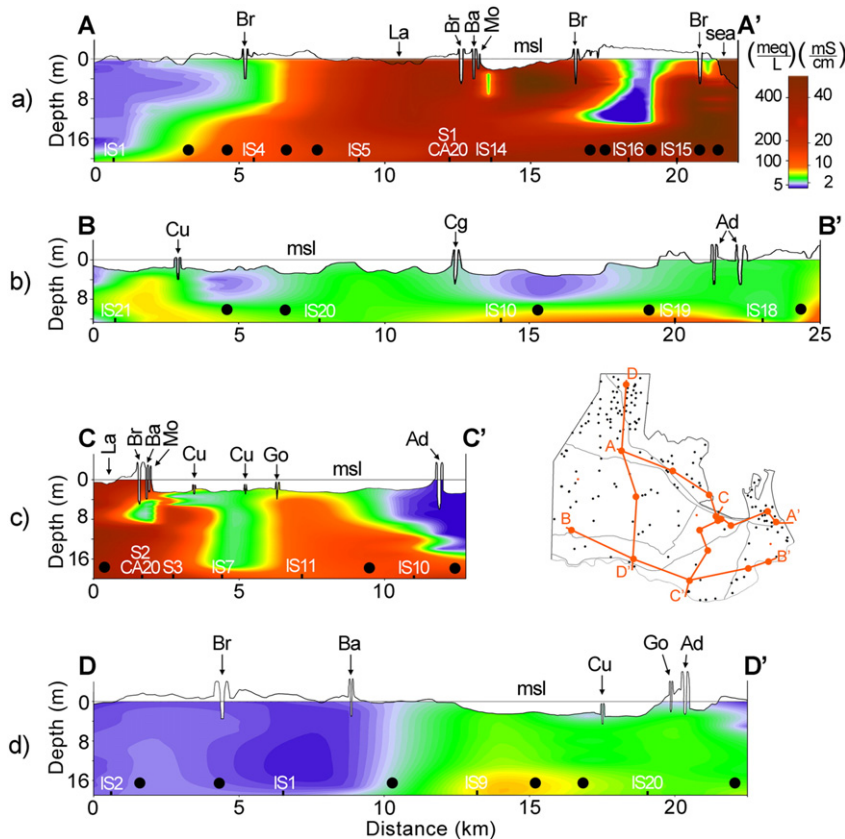 A
A'
Br La Br Ba Mo msl Br Br sea
(meq/L) (mS/cm)
a)
Depth (m)
0
8
16
400 40
200 20
100 10
5 2
IS1 IS4 IS5 S1 CA20 IS14 IS16 IS15
0 5 10 15 20
B
B'
Cu msl Cg Ad
b)
Depth (m)
0
8
IS21 IS20 IS10 IS19 IS18
0 5 10 15 20 25
C
C'
La Br Ba Mo Cu Cu Go msl Ad
c)
Depth (m)
0
8
16
S2
CA20 S3 IS7 IS11 IS10
0 5 10
D
A
C
A'
B
B'
D'
C'
D
D'
Br Ba msl Cu Go Ad
d)
Depth (m)
0
8
16
IS2 IS1 IS9 IS20
0 5 10 15 20
Distance (km)